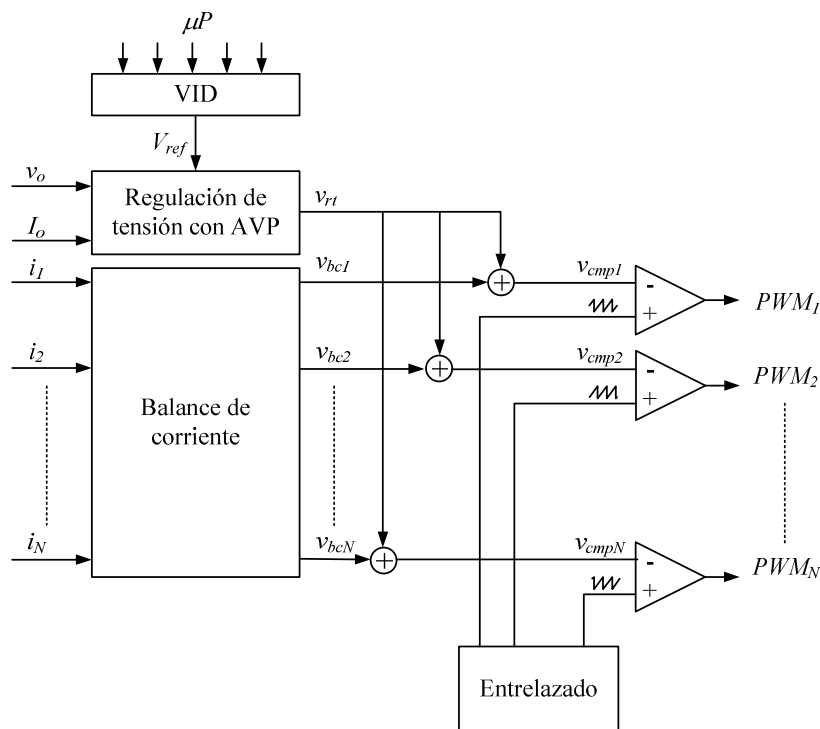 μP
VID
V_ref
v_o
Regulación de
tensión con AVP
v_rt
I_o
i_1
v_bc1
+
v_cmp1
-
+
PWM_1
i_2
v_bc2
+
v_cmp2
-
+
PWM_2
Balance de
corriente
i_N
v_bcN
+
v_cmpN
-
+
PWM_N
Entrelazado